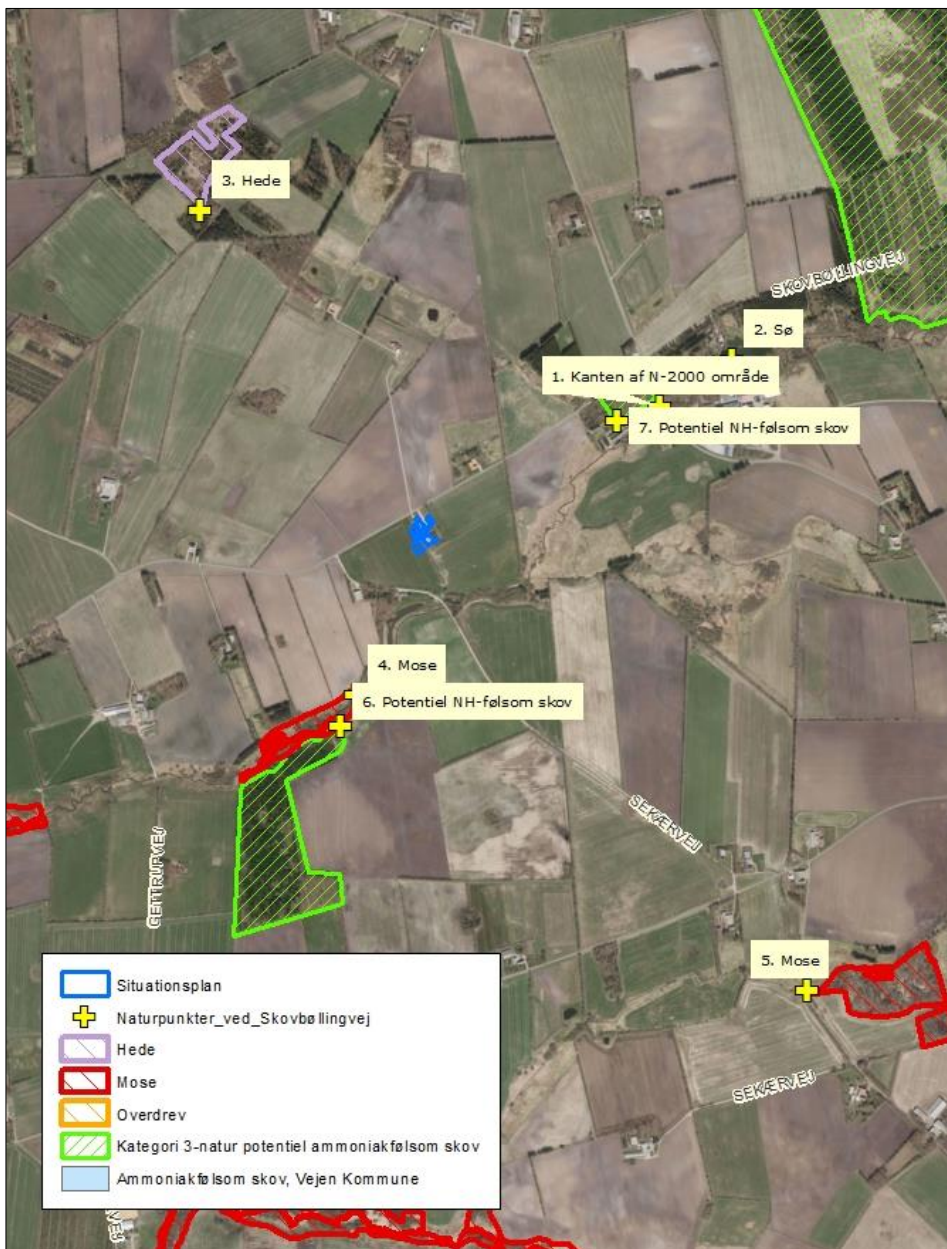 3. Hede
SKOVBØLLINGVEJ
2. Sø
1. Kanten af N-2000 område
7. Potentiel NH-følsom skov
4. Mose
6. Potentiel NH-følsom skov
SEKÆRVEJ
GETTRUPVEJ
5. Mose
SEKÆRVEJ
Situationsplan
Naturpunkter_ved_Skovbøllingvej
Hede
Mose
Overdrev
Kategori 3-natur potentiel ammoniakfølsom skov
Ammoniakfølsom skov, Vejen Kommune